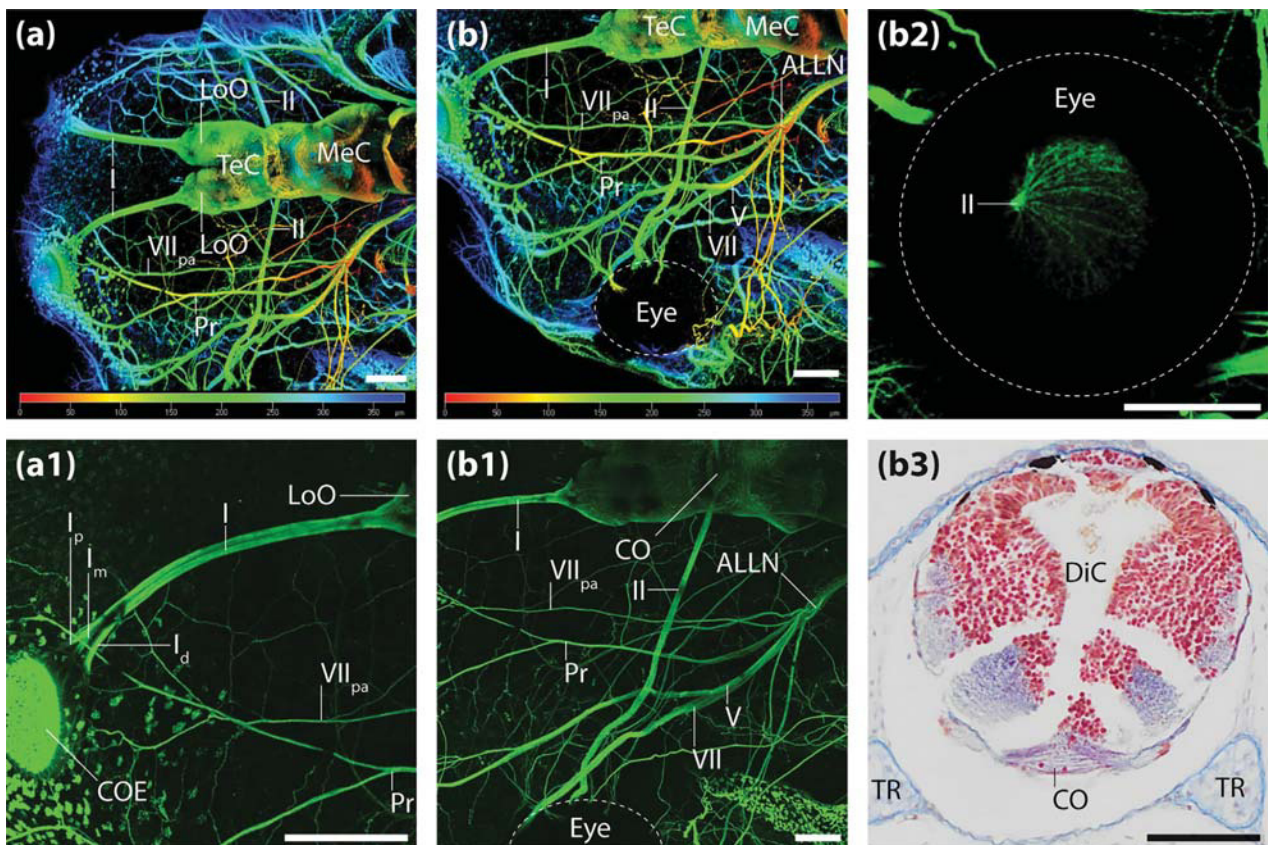 (a)
LoO
II
MeC
TeC
I
LoO
II
VIIpa
Pr
0 50 100 150 200 250 300 350 µm
(b)
TeC
MeC
ALLN
I
II
VIIpa
Pr
V
VII
Eye
0 50 100 150 200 250 300 350 µm
(b2)
Eye
II
(a1)
LoO
I
Ip
Im
Id
VIIpa
COE
Pr
(b1)
I
CO
VIIpa
II
ALLN
Pr
V
VII
Eye
(b3)
DiC
TR
CO
TR